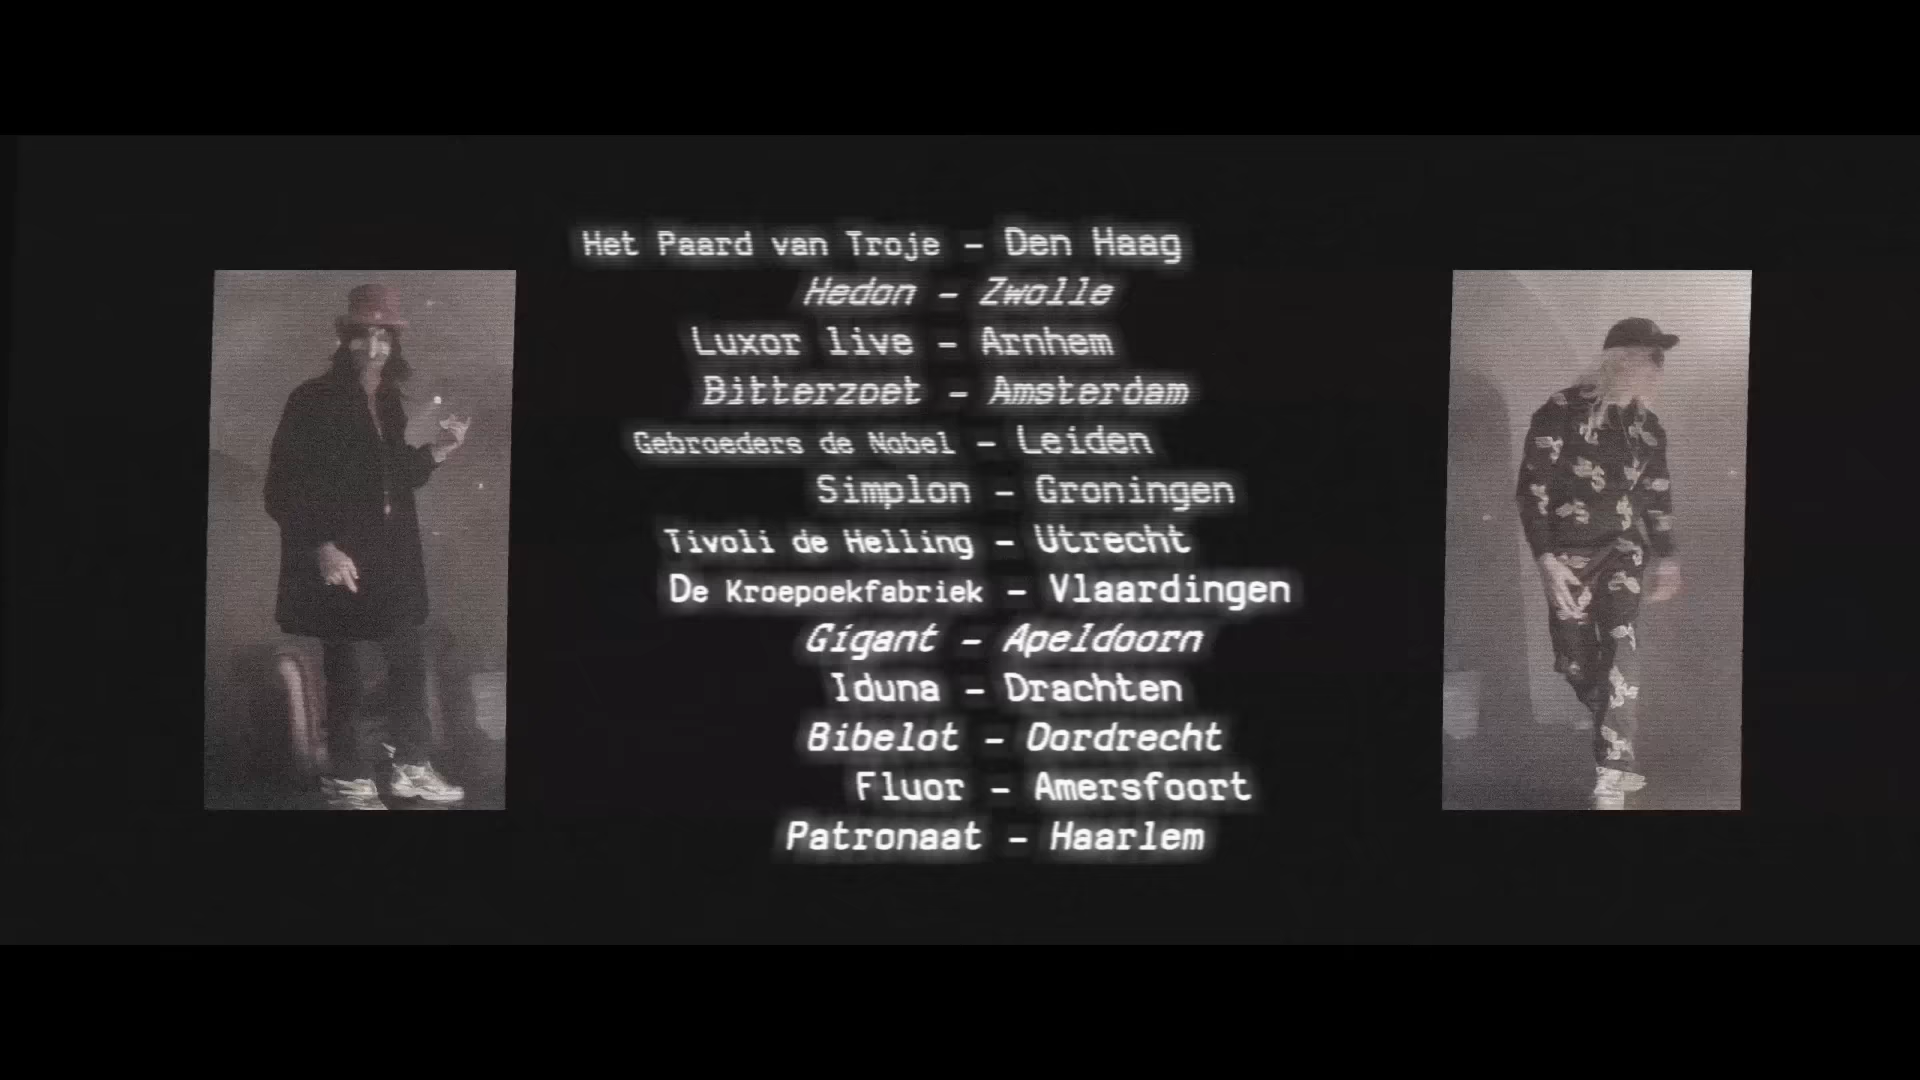 Het Paard van Troje – Den Haag
Hedon – Zwolle
Luxor live – Arnhem
Bitterzoet – Amsterdam
Gebroeders de Nobel – Leiden
Simplon – Groningen
Tivoli de Helling – Utrecht
De Kroepoekfabriek – Vlaardingen
Gigant – Apeldoorn
Iduna – Drachten
Bibelot – Dordrecht
Fluor – Amersfoort
Patronaat – Haarlem